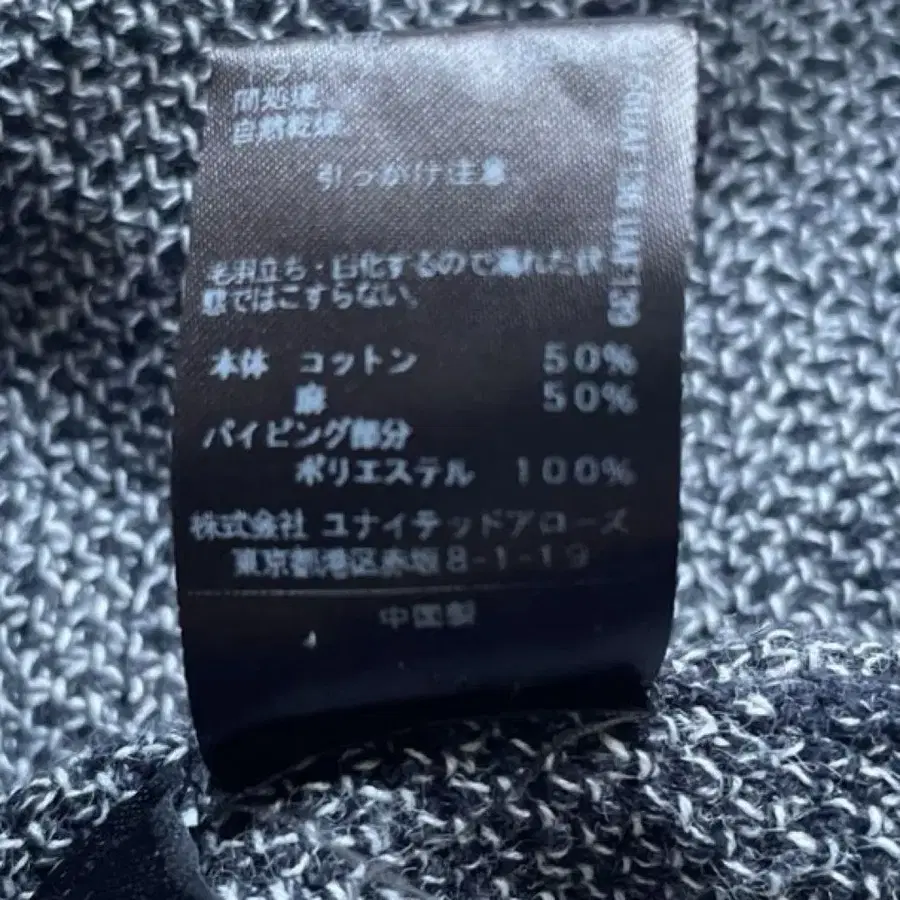 間処理
自然乾燥
引っかけ注意
毛羽立ち・白化するので濡れた状
態ではこすらない。
本体 コットン 50%
麻 50%
パイピング部分
ポリエステル 100%
株式会社 ユナイテッドアローズ
東京都港区赤坂8-1-19
中国製